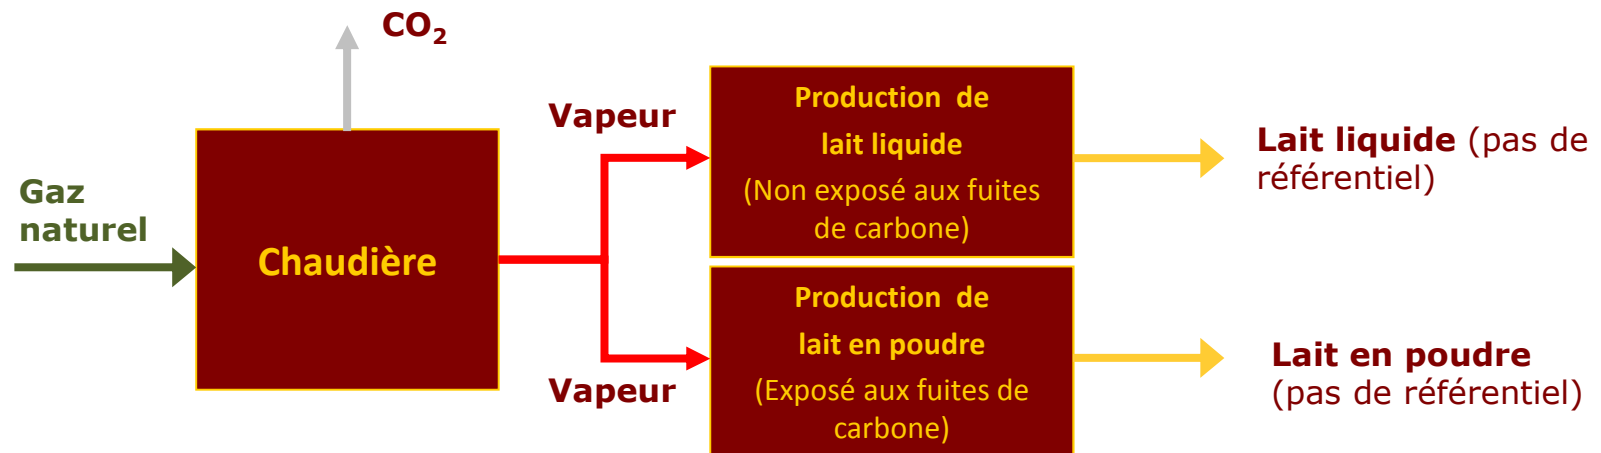 CO₂
Gaz
naturel
Chaudière
Vapeur
Production de
lait liquide
(Non exposé aux fuites
de carbone)
Lait liquide (pas de
référentiel)
Vapeur
Production de
lait en poudre
(Exposé aux fuites de
carbone)
Lait en poudre
(pas de référentiel)